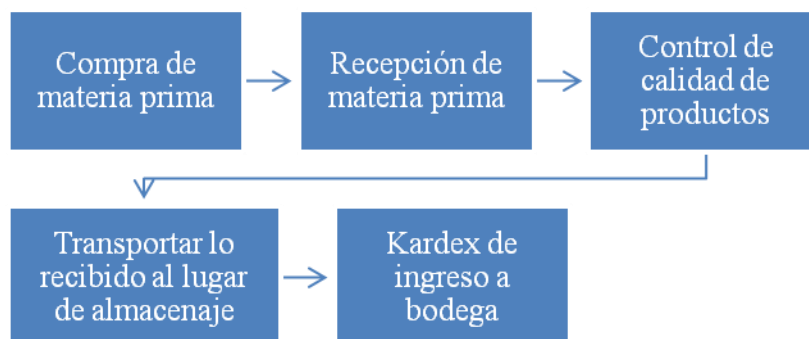 Compra de
materia prima
Recepción de
materia prima
Control de
calidad de
productos
Transportar lo
recibido al lugar
de almacenaje
Kardex de
ingreso a
bodega